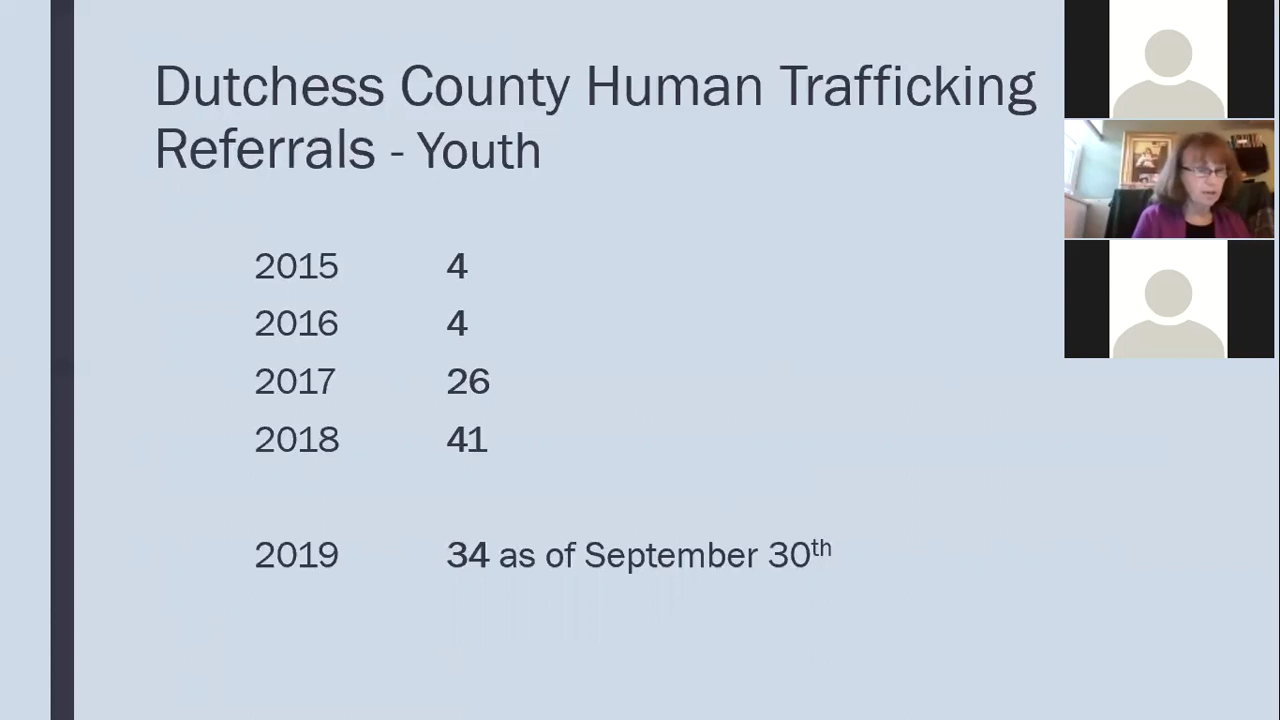 Dutchess County Human Trafficking
Referrals - Youth
2015 4
2016 4
2017 26
2018 41
2019 34 as of September 30th